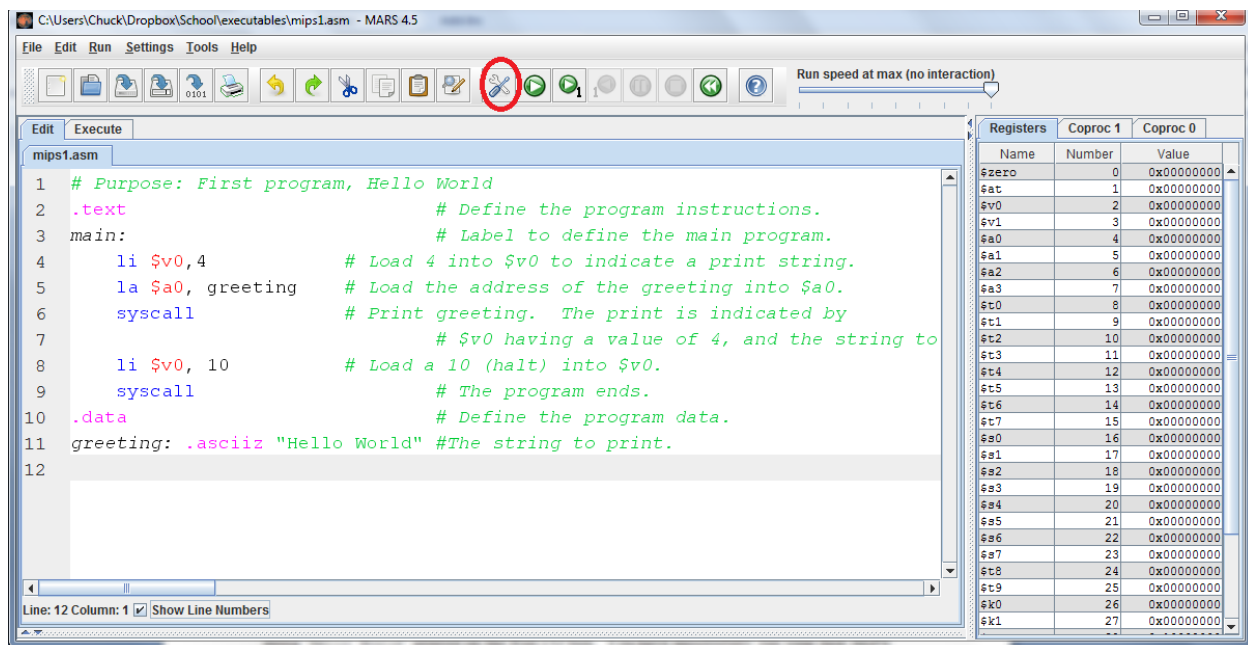 C:\Users\Chuck\Dropbox\School\executables\mips1.asm - MARS 4.5
File Edit Run Settings Tools Help
Run speed at max (no interaction)
Edit Execute
mips1.asm
1 # Purpose: First program, Hello World
2 .text # Define the program instructions.
3 main: # Label to define the main program.
4 li $v0,4 # Load 4 into $v0 to indicate a print string.
5 la $a0, greeting # Load the address of the greeting into $a0.
6 syscall # Print greeting. The print is indicated by
7 # $v0 having a value of 4, and the string to
8 li $v0, 10 # Load a 10 (halt) into $v0.
9 syscall # The program ends.
10 .data # Define the program data.
11 greeting: .asciiz "Hello World" #The string to print.
12
Line: 12 Column: 1 Show Line Numbers
Registers Coproc 1 Coproc 0
Name Number Value
$zero 0 0x00000000
$at 1 0x00000000
$v0 2 0x00000000
$v1 3 0x00000000
$a0 4 0x00000000
$a1 5 0x00000000
$a2 6 0x00000000
$a3 7 0x00000000
$t0 8 0x00000000
$t1 9 0x00000000
$t2 10 0x00000000
$t3 11 0x00000000
$t4 12 0x00000000
$t5 13 0x00000000
$t6 14 0x00000000
$t7 15 0x00000000
$s0 16 0x00000000
$s1 17 0x00000000
$s2 18 0x00000000
$s3 19 0x00000000
$s4 20 0x00000000
$s5 21 0x00000000
$s6 22 0x00000000
$s7 23 0x00000000
$t8 24 0x00000000
$t9 25 0x00000000
$k0 26 0x00000000
$k1 27 0x00000000